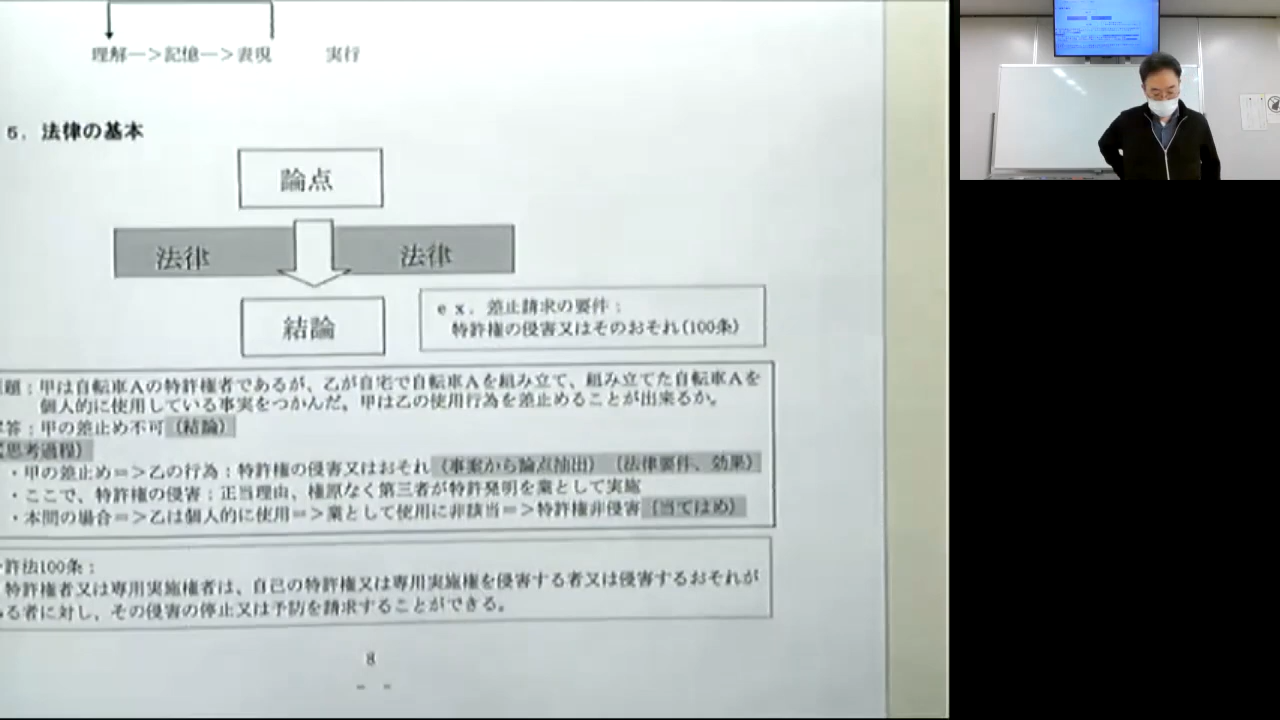 理解―>記憶―>表現 実行
5．法律の基本
論点
法律 法律
結論
ｅｘ．差止請求の要件：
特許権の侵害又はそのおそれ(100条)
題：甲は自転車Ａの特許権者であるが、乙が自宅で自転車Ａを組み立て、組み立てた自転車Ａを
個人的に使用している事実をつかんだ。甲は乙の使用行為を差止めることが出来るか。
答：甲の差止め不可（結論）
思考過程）
・甲の差止め＝>乙の行為：特許権の侵害又はおそれ（事案から論点抽出）（法律要件、効果）
・ここで、特許権の侵害：正当理由、権原なく第三者が特許発明を業として実施
・本問の場合＝>乙は個人的に使用＝>業として使用に非該当＝>特許権非侵害（当てはめ）
許法100条：
特許権者又は専用実施権者は、自己の特許権又は専用実施権を侵害する者又は侵害するおそれが
る者に対し、その侵害の停止又は予防を請求することができる。
8